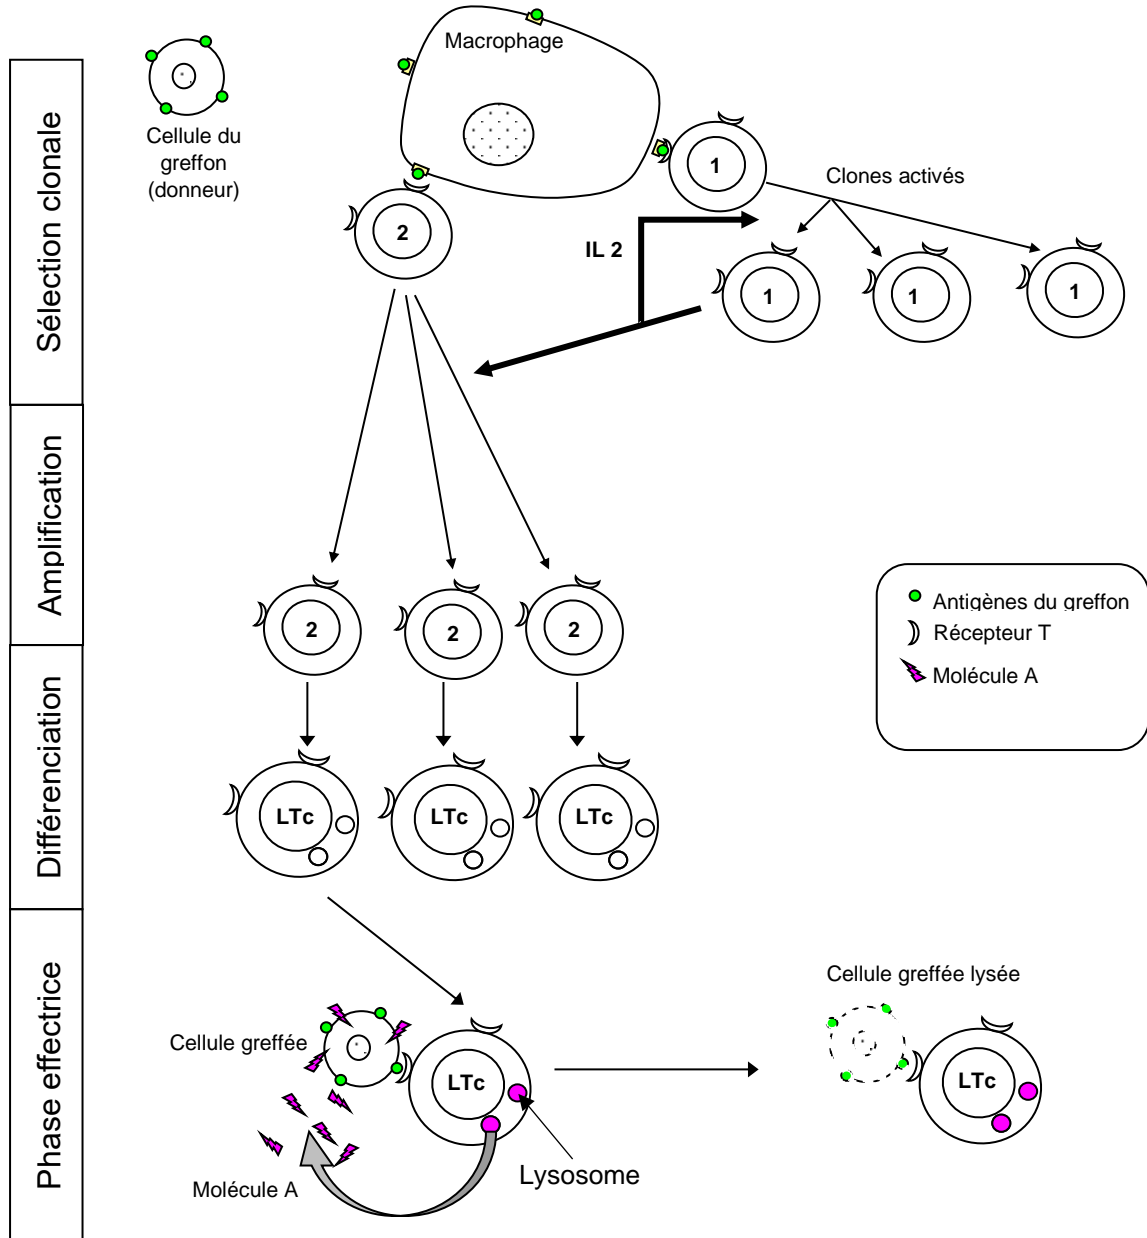 Sélection clonale
Amplification
Différenciation
Phase effectrice
Cellule du
greffon
(donneur)
Macrophage
1
Clones activés
2
IL 2
1
1
1
2
2
2
Antigènes du greffon
Récepteur T
Molécule A
LTc
LTc
LTc
Cellule greffée
LTc
Molécule A
Lysosome
Cellule greffée lysée
LTc